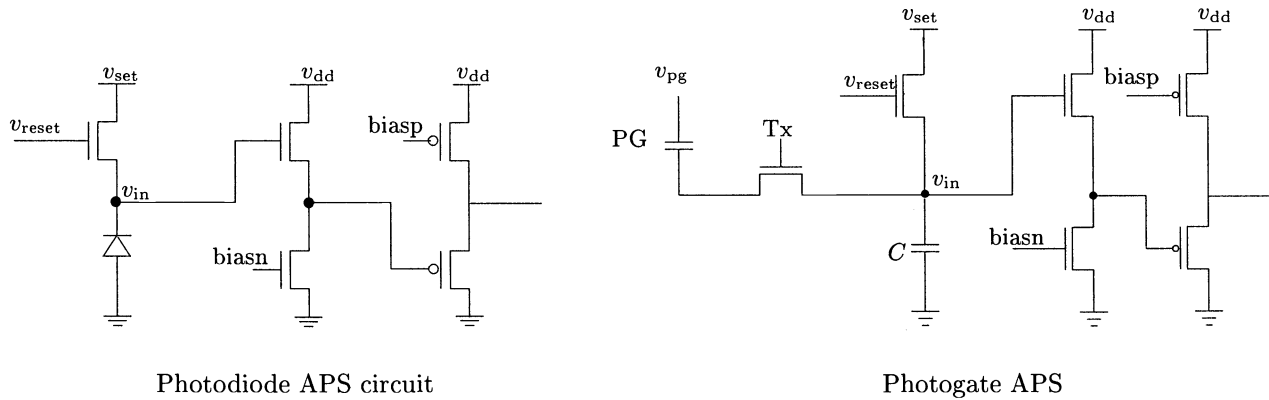 v_set
v_dd
v_dd
v_reset
biasp
v_in
biasn
Photodiode APS circuit
v_set
v_dd
v_dd
v_pg
v_reset
biasp
PG
Tx
v_in
C
biasn
Photogate APS